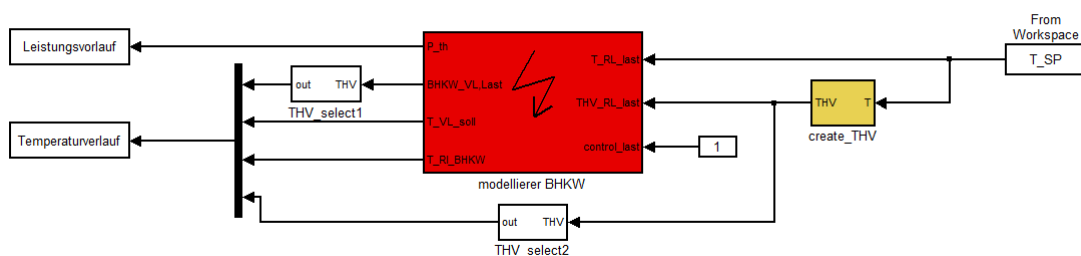 From
Workspace
T_SP
Leistungsvorlauf
P_th
T_RL_last
out
THV
THV_select1
BHKW_VL_Last
THV_RL_last
THV
T
create_THV
T_VL_soll
Temperaturverlauf
T_Rl_BHKW
control_last
1
modellierer BHKW
out
THV
THV_select2